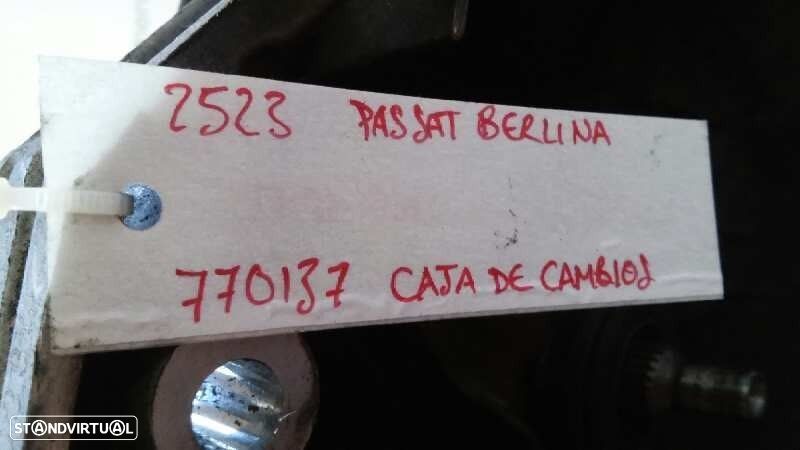 2523 PASSAT BERLINA
770137 CAJA DE CAMBIOS
STANDVIRTUAL